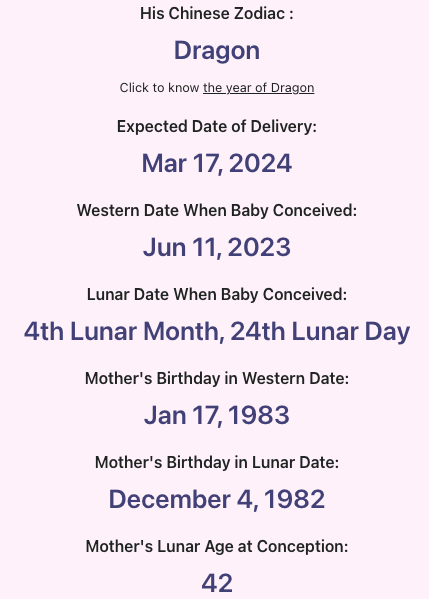 His Chinese Zodiac :
Dragon
Click to know the year of Dragon
Expected Date of Delivery:
Mar 17, 2024
Western Date When Baby Conceived:
Jun 11, 2023
Lunar Date When Baby Conceived:
4th Lunar Month, 24th Lunar Day
Mother's Birthday in Western Date:
Jan 17, 1983
Mother's Birthday in Lunar Date:
December 4, 1982
Mother's Lunar Age at Conception:
42